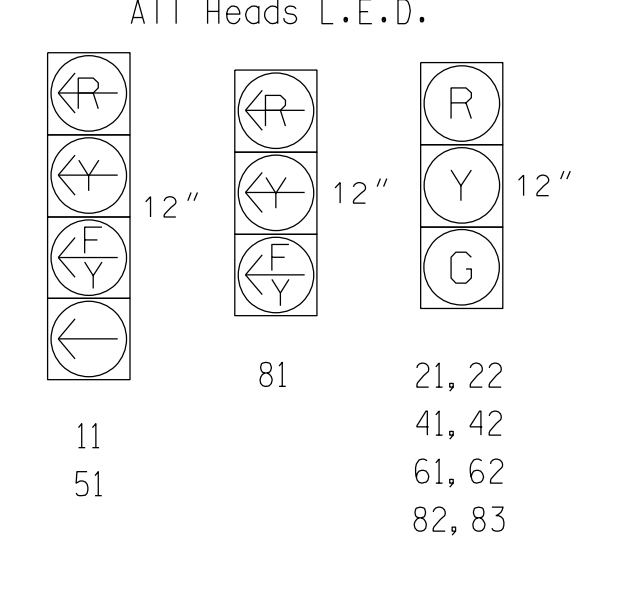 All Heads L.E.D.
R
Y
F
Y
12"
11
51
R
Y
F
Y
12"
81
R
Y
G
12"
21, 22
41, 42
61, 62
82, 83